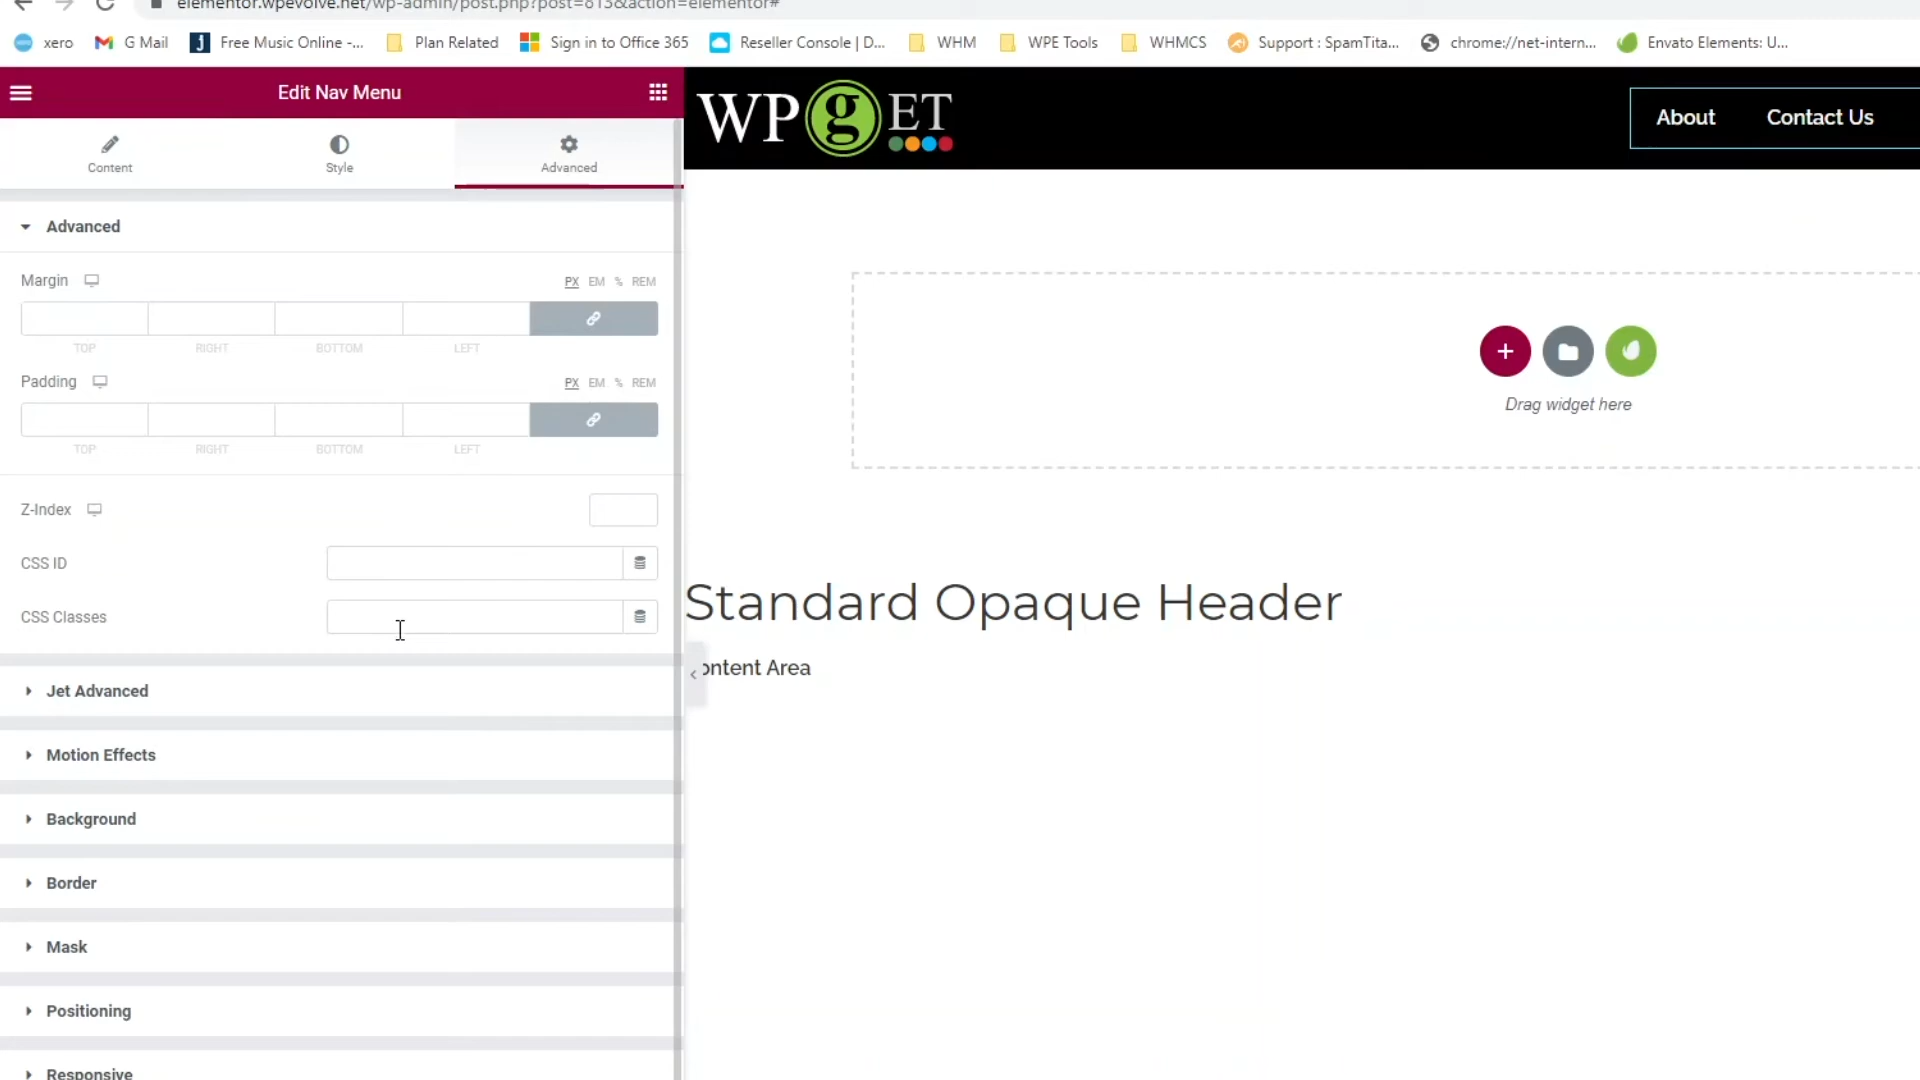 elementor.wpevolve.net/wp-admin/post.php?post=813&action=elementor#
xero G Mail Free Music Online -... Plan Related Sign in to Office 365 Reseller Console | D... WHM WPE Tools WHMCS Support : SpamTita... chrome://net-intern... Envato Elements: U...
Edit Nav Menu
WP gET
About Contact Us
Content Style Advanced
Advanced
Margin PX EM % REM
TOP RIGHT BOTTOM LEFT
Padding PX EM % REM
TOP RIGHT BOTTOM LEFT
Drag widget here
Z-Index
CSS ID
CSS Classes
Standard Opaque Header
ontent Area
Jet Advanced
Motion Effects
Background
Border
Mask
Positioning
Responsive